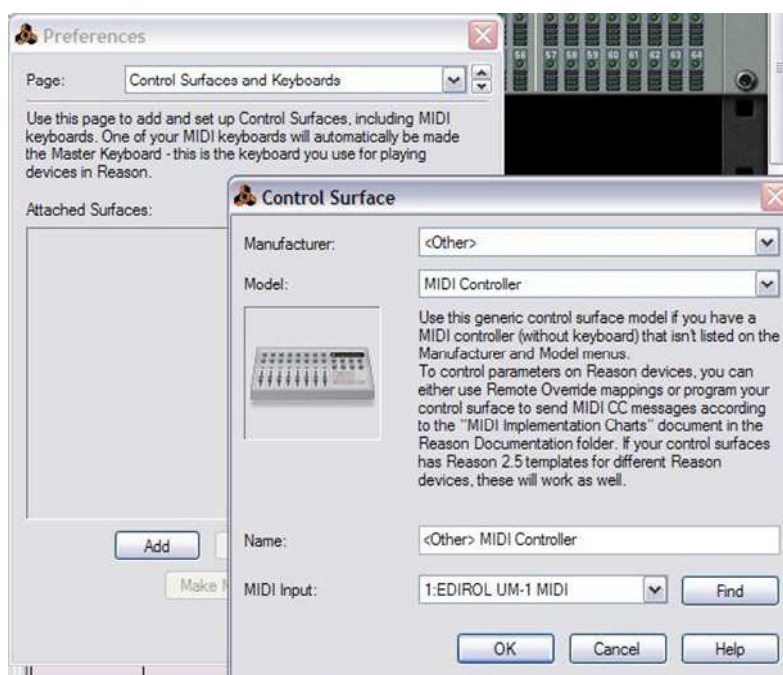 Preferences
56 57 58 59 60 61 62 63 64
Page: Control Surfaces and Keyboards
Use this page to add and set up Control Surfaces, including MIDI
keyboards. One of your MIDI keyboards will automatically be made
the Master Keyboard - this is the keyboard you use for playing
devices in Reason.
Attached Surfaces:
Add
Make
Control Surface
Manufacturer: <Other>
Model: MIDI Controller
Use this generic control surface model if you have a
MIDI controller (without keyboard) that isn't listed on the
Manufacturer and Model menus.
To control parameters on Reason devices, you can
either use Remote Override mappings or program your
control surface to send MIDI CC messages according
to the "MIDI Implementation Charts" document in the
Reason Documentation folder. If your control surfaces
has Reason 2.5 templates for different Reason
devices, these will work as well.
Name: <Other> MIDI Controller
MIDI Input: 1:EDIROL UM-1 MIDI Find
OK Cancel Help